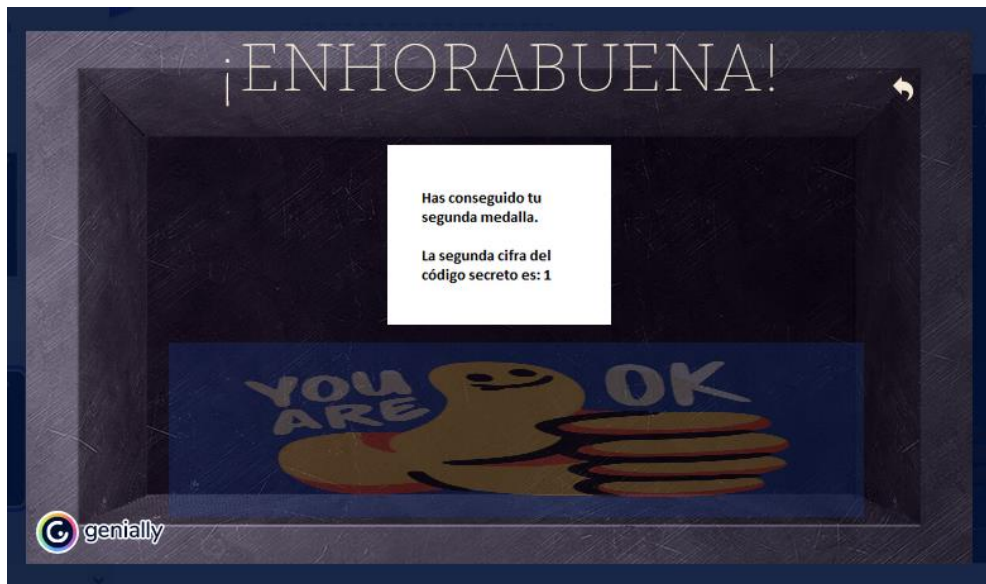 ¡ENHORABUENA!
Has conseguido tu
segunda medalla.
La segunda cifra del
código secreto es: 1
YOU OK
ARE
genially